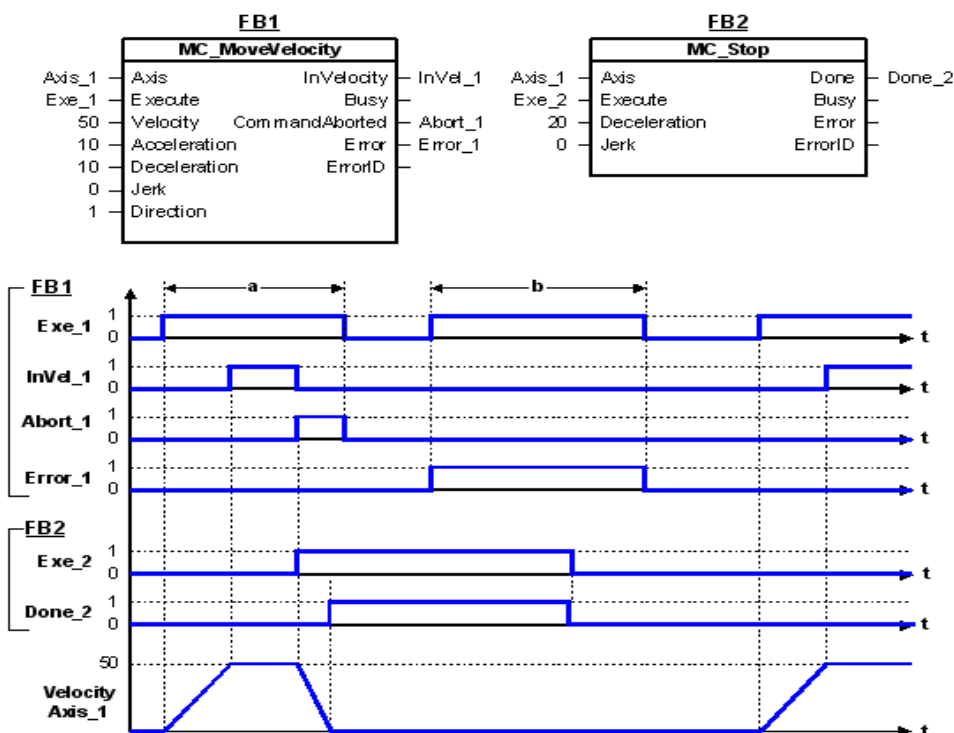 FB1
FB2
MC_MoveVelocity
MC_Stop
Axis_1 Axis InVelocity InVel_1
Exe_1 Execute Busy
50 Velocity CommandAborted Abort_1
10 Acceleration Error Error_1
10 Deceleration ErrorID
0 Jerk
1 Direction
Axis_1 Axis Done Done_2
Exe_2 Execute Busy
20 Deceleration Error
0 Jerk ErrorID
FB1
a
b
Exe_1 1 0 t
InVel_1 1 0 t
Abort_1 1 0 t
Error_1 1 0 t
FB2
Exe_2 1 0 t
Done_2 1 0 t
50
Velocity
Axis_1 t